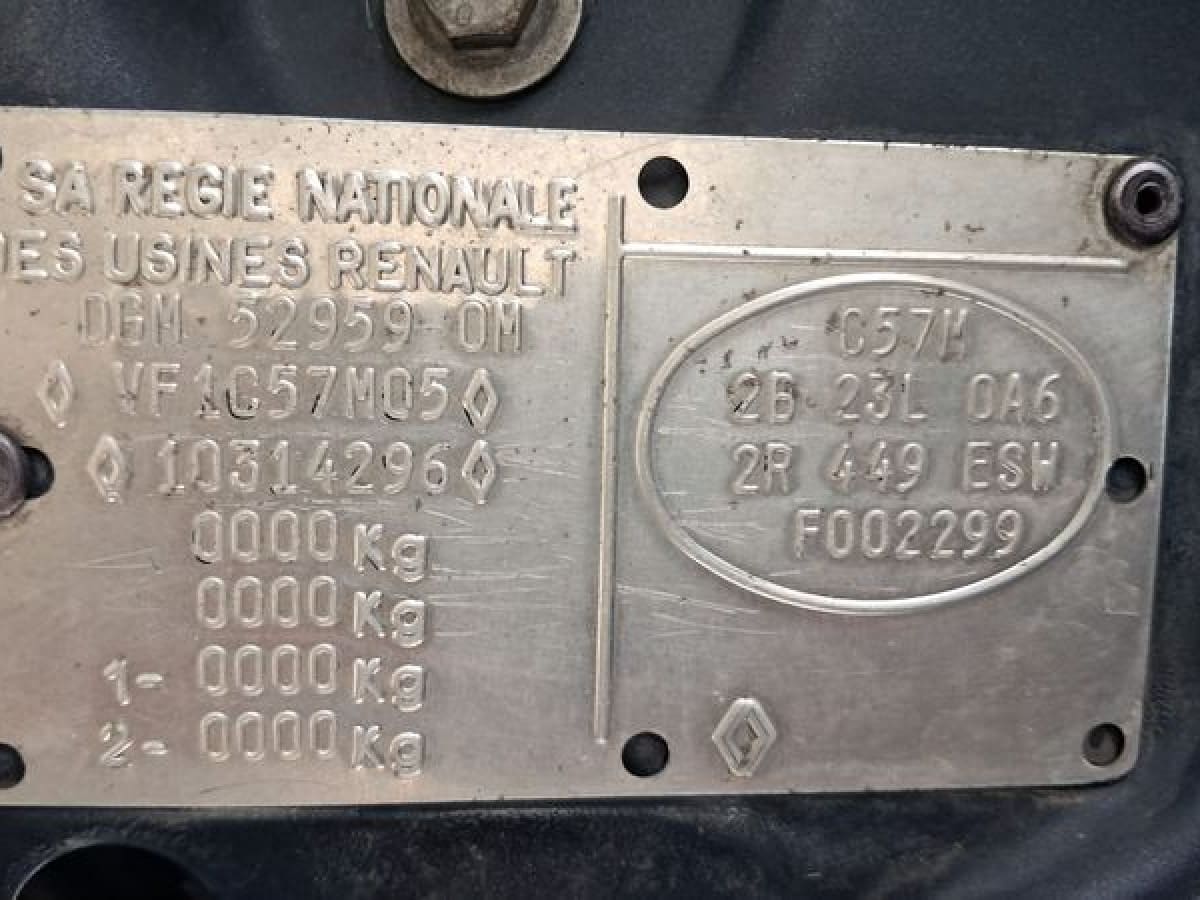 SA REGIE NATIONALE
DES USINES RENAULT
DGM 52959 OM
VF1C57M05
10314296
0000 Kg
0000 Kg
1- 0000 Kg
2- 0000 Kg
C57M
2B 23L 0A6
2R 449 ESM
F002299